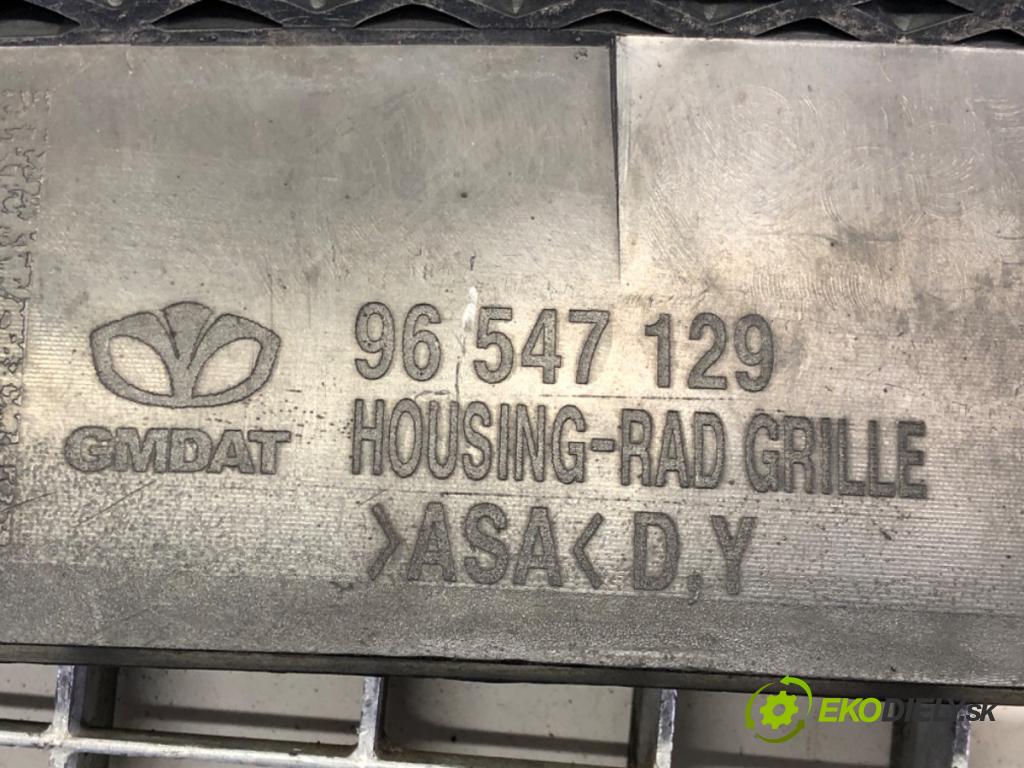 96 547 129
GMDAT
HOUSING-RAD GRILLE
>ASA< D,Y
EKODIELY.SK